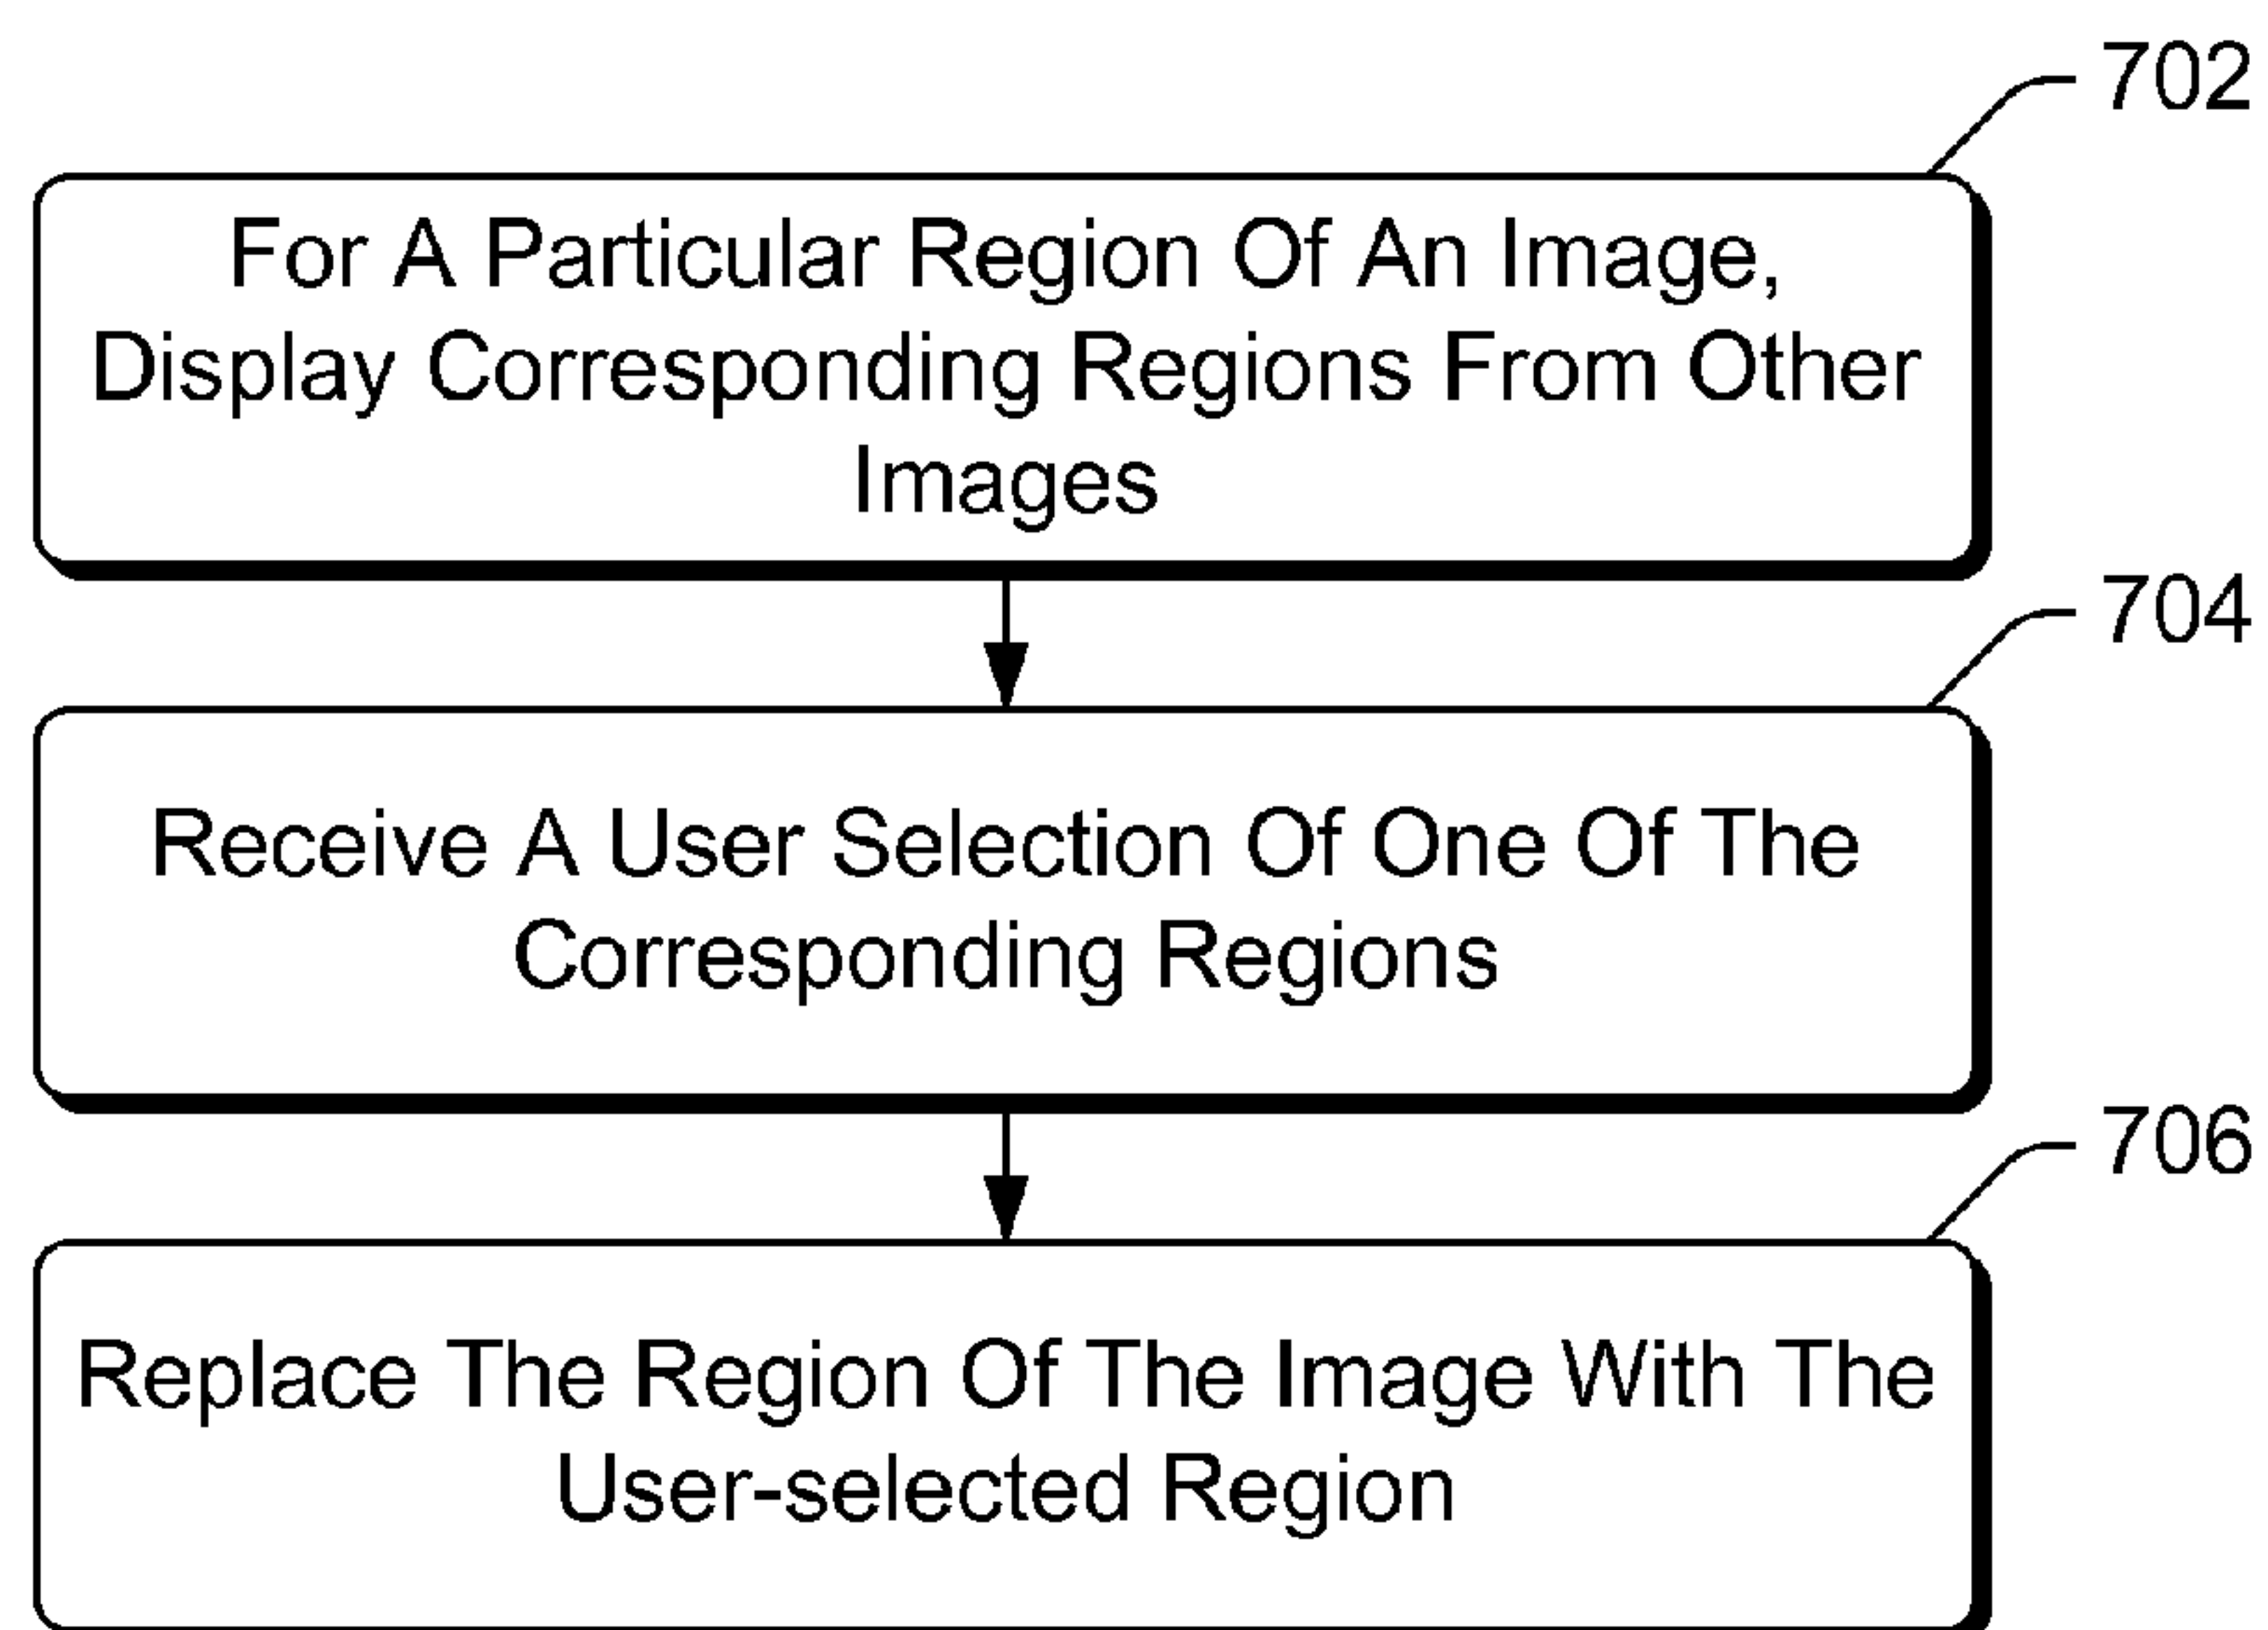 702
For A Particular Region Of An Image,
Display Corresponding Regions From Other
Images
704
Receive A User Selection Of One Of The
Corresponding Regions
706
Replace The Region Of The Image With The
User-selected Region